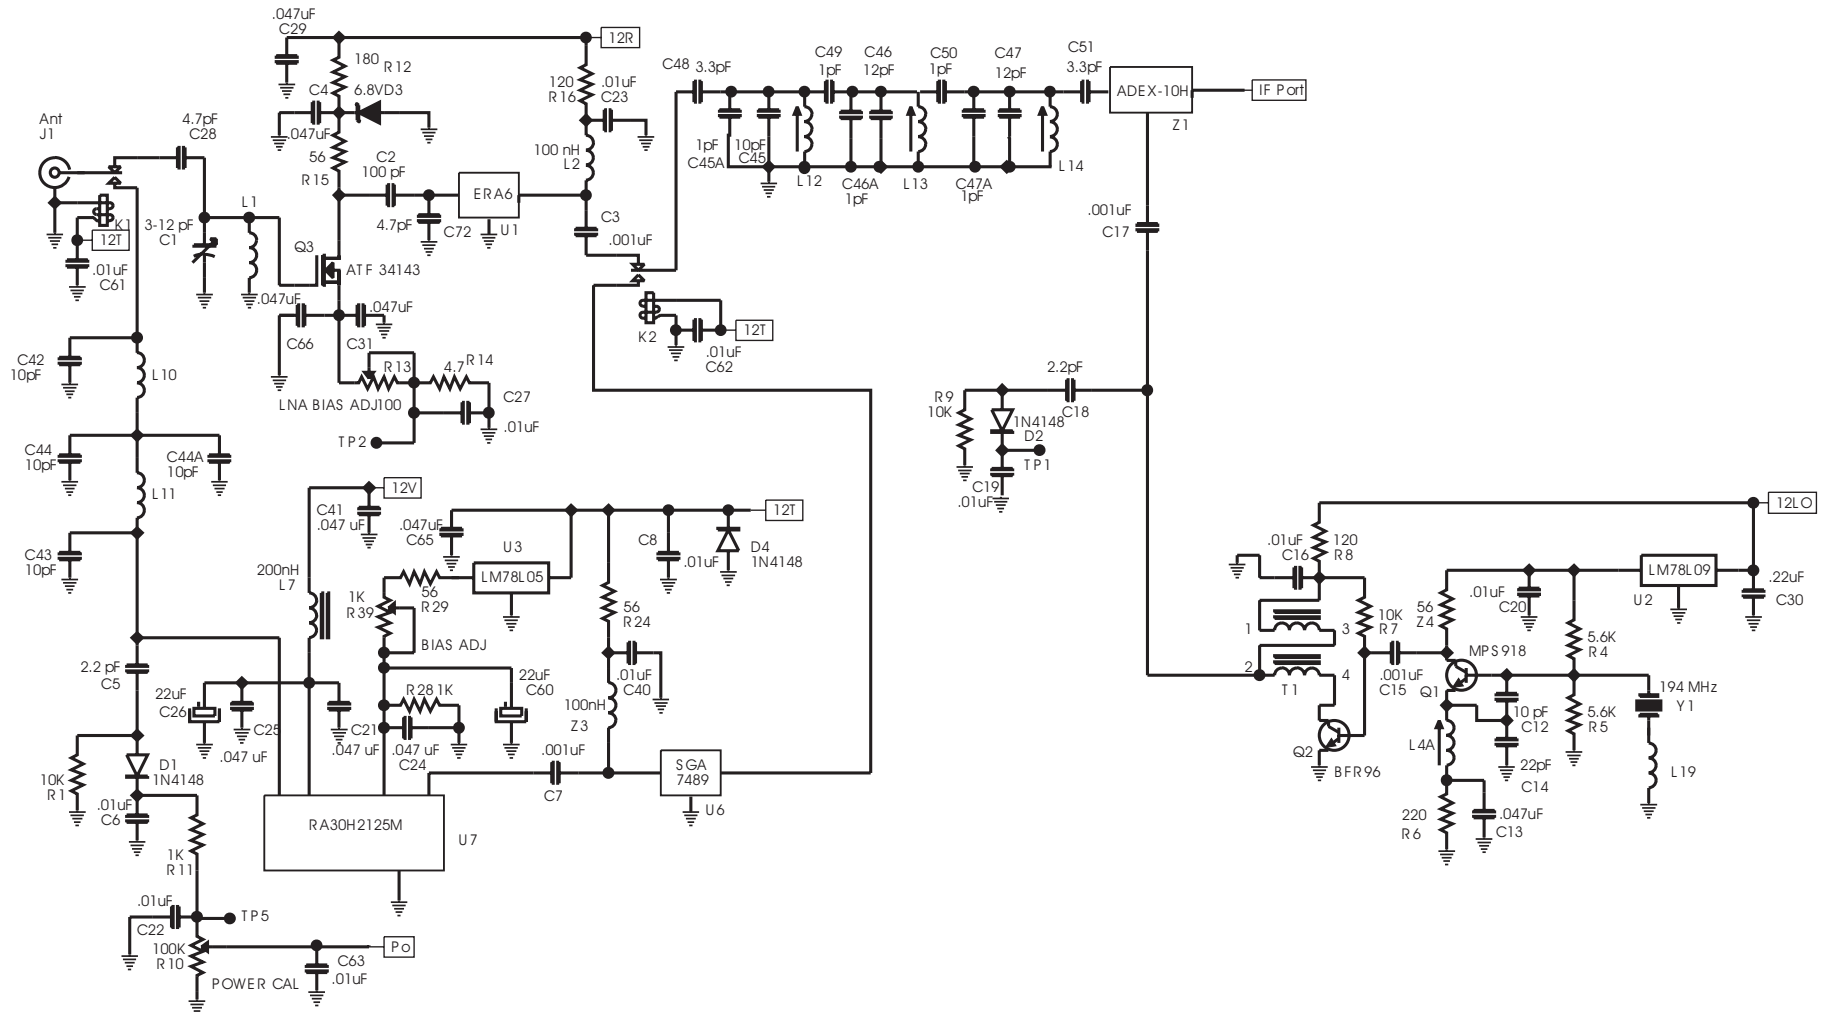 .047uF
C29
12R
180 R12
C4
6.8VD3
.047uF
120
R16
.01uF
C23
C48 3.3pF
C49
1pF
C46
12pF
C50
1pF
C47
12pF
C51
3.3pF
ADEX-10H
Z1
IF Port
Ant
J1
4.7pF
C28
56
R15
C2
100 pF
100 nH
L2
1pF
C45A
10pF
C45
L12
C46A
1pF
L13
C47A
1pF
L14
K1
12T
.01uF
C61
3-12 pF
C1
L1
Q3
ATF 34143
4.7pF
C72
ERA6
U1
C3
.001uF
.001uF
C17
.047uF
C66
.047uF
C31
K2
12T
.01uF
C62
C42
10pF
L10
R13
4.7 R14
LNA BIAS ADJ100
C27
.01uF
TP2
2.2pF
C18
R9
10K
1N4148
D2
TP1
C19
.01uF
C44
10pF
C44A
10pF
L11
C43
10pF
12V
C41
.047 uF
.047uF
C65
U3
LM78L05
12T
C8
.01uF
D4
1N4148
200nH
L7
1K
R39
56
R29
BIAS ADJ
56
R24
.01uF
C40
100nH
Z3
12LO
.01uF
C16
120
R8
1
3
2
4
T1
10K
R7
56
Z4
.01uF
C20
LM78L09
U2
.22uF
C30
5.6K
R4
MPS918
.001uF
C15
Q1
194 MHz
Y1
10 pF
C12
5.6K
R5
L4A
22pF
C14
L19
Q2
BFR96
220
R6
.047uF
C13
2.2 pF
C5
22uF
C26
C25
.047 uF
C21
.047 uF
R28 1K
.047 uF
C24
22uF
C60
.001uF
C7
SGA
7489
U6
D1
1N4148
10K
R1
.01uF
C6
RA30H2125M
U7
1K
R11
.01uF
C22
TP5
100K
R10
POWER CAL
Po
C63
.01uF